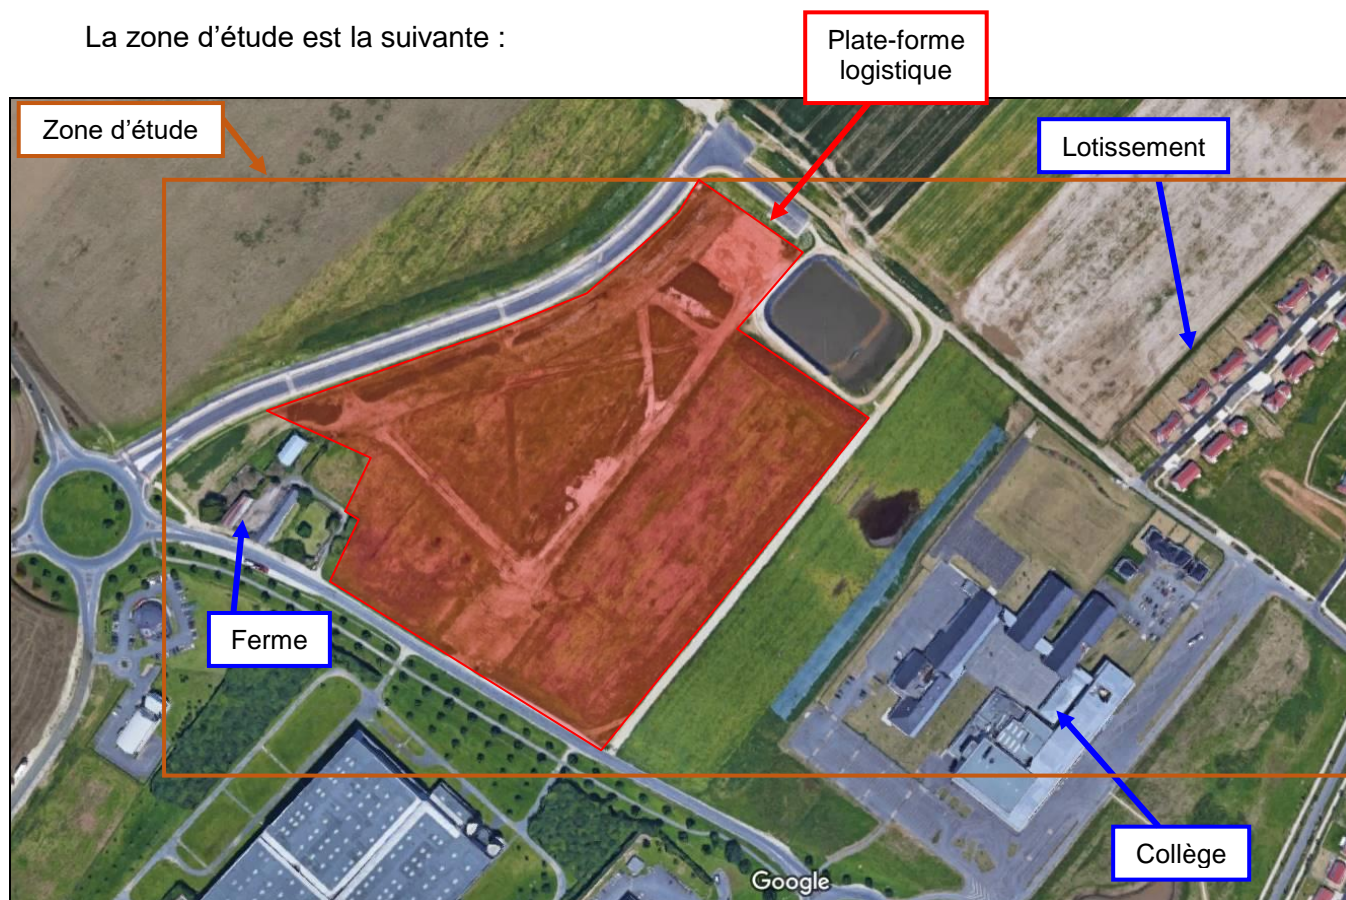 La zone d’étude est la suivante :
Plate-forme
logistique
Zone d’étude
Lotissement
Ferme
Collège
Google